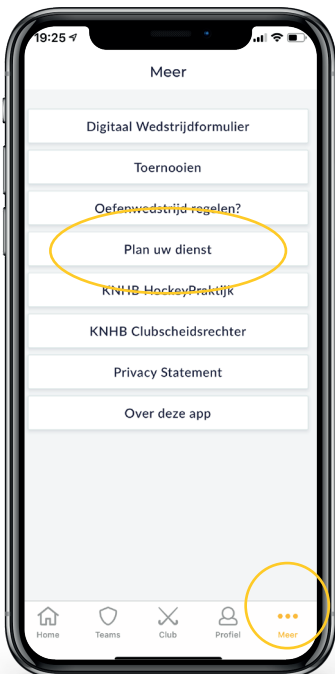 19:25
Meer
Digitaal Wedstrijdformulier
Toernooien
Oefenwedstrijd regelen?
Plan uw dienst
KNHB HockeyPraktijk
KNHB Clubscheidsrechter
Privacy Statement
Over deze app
Home Teams Club Profiel Meer